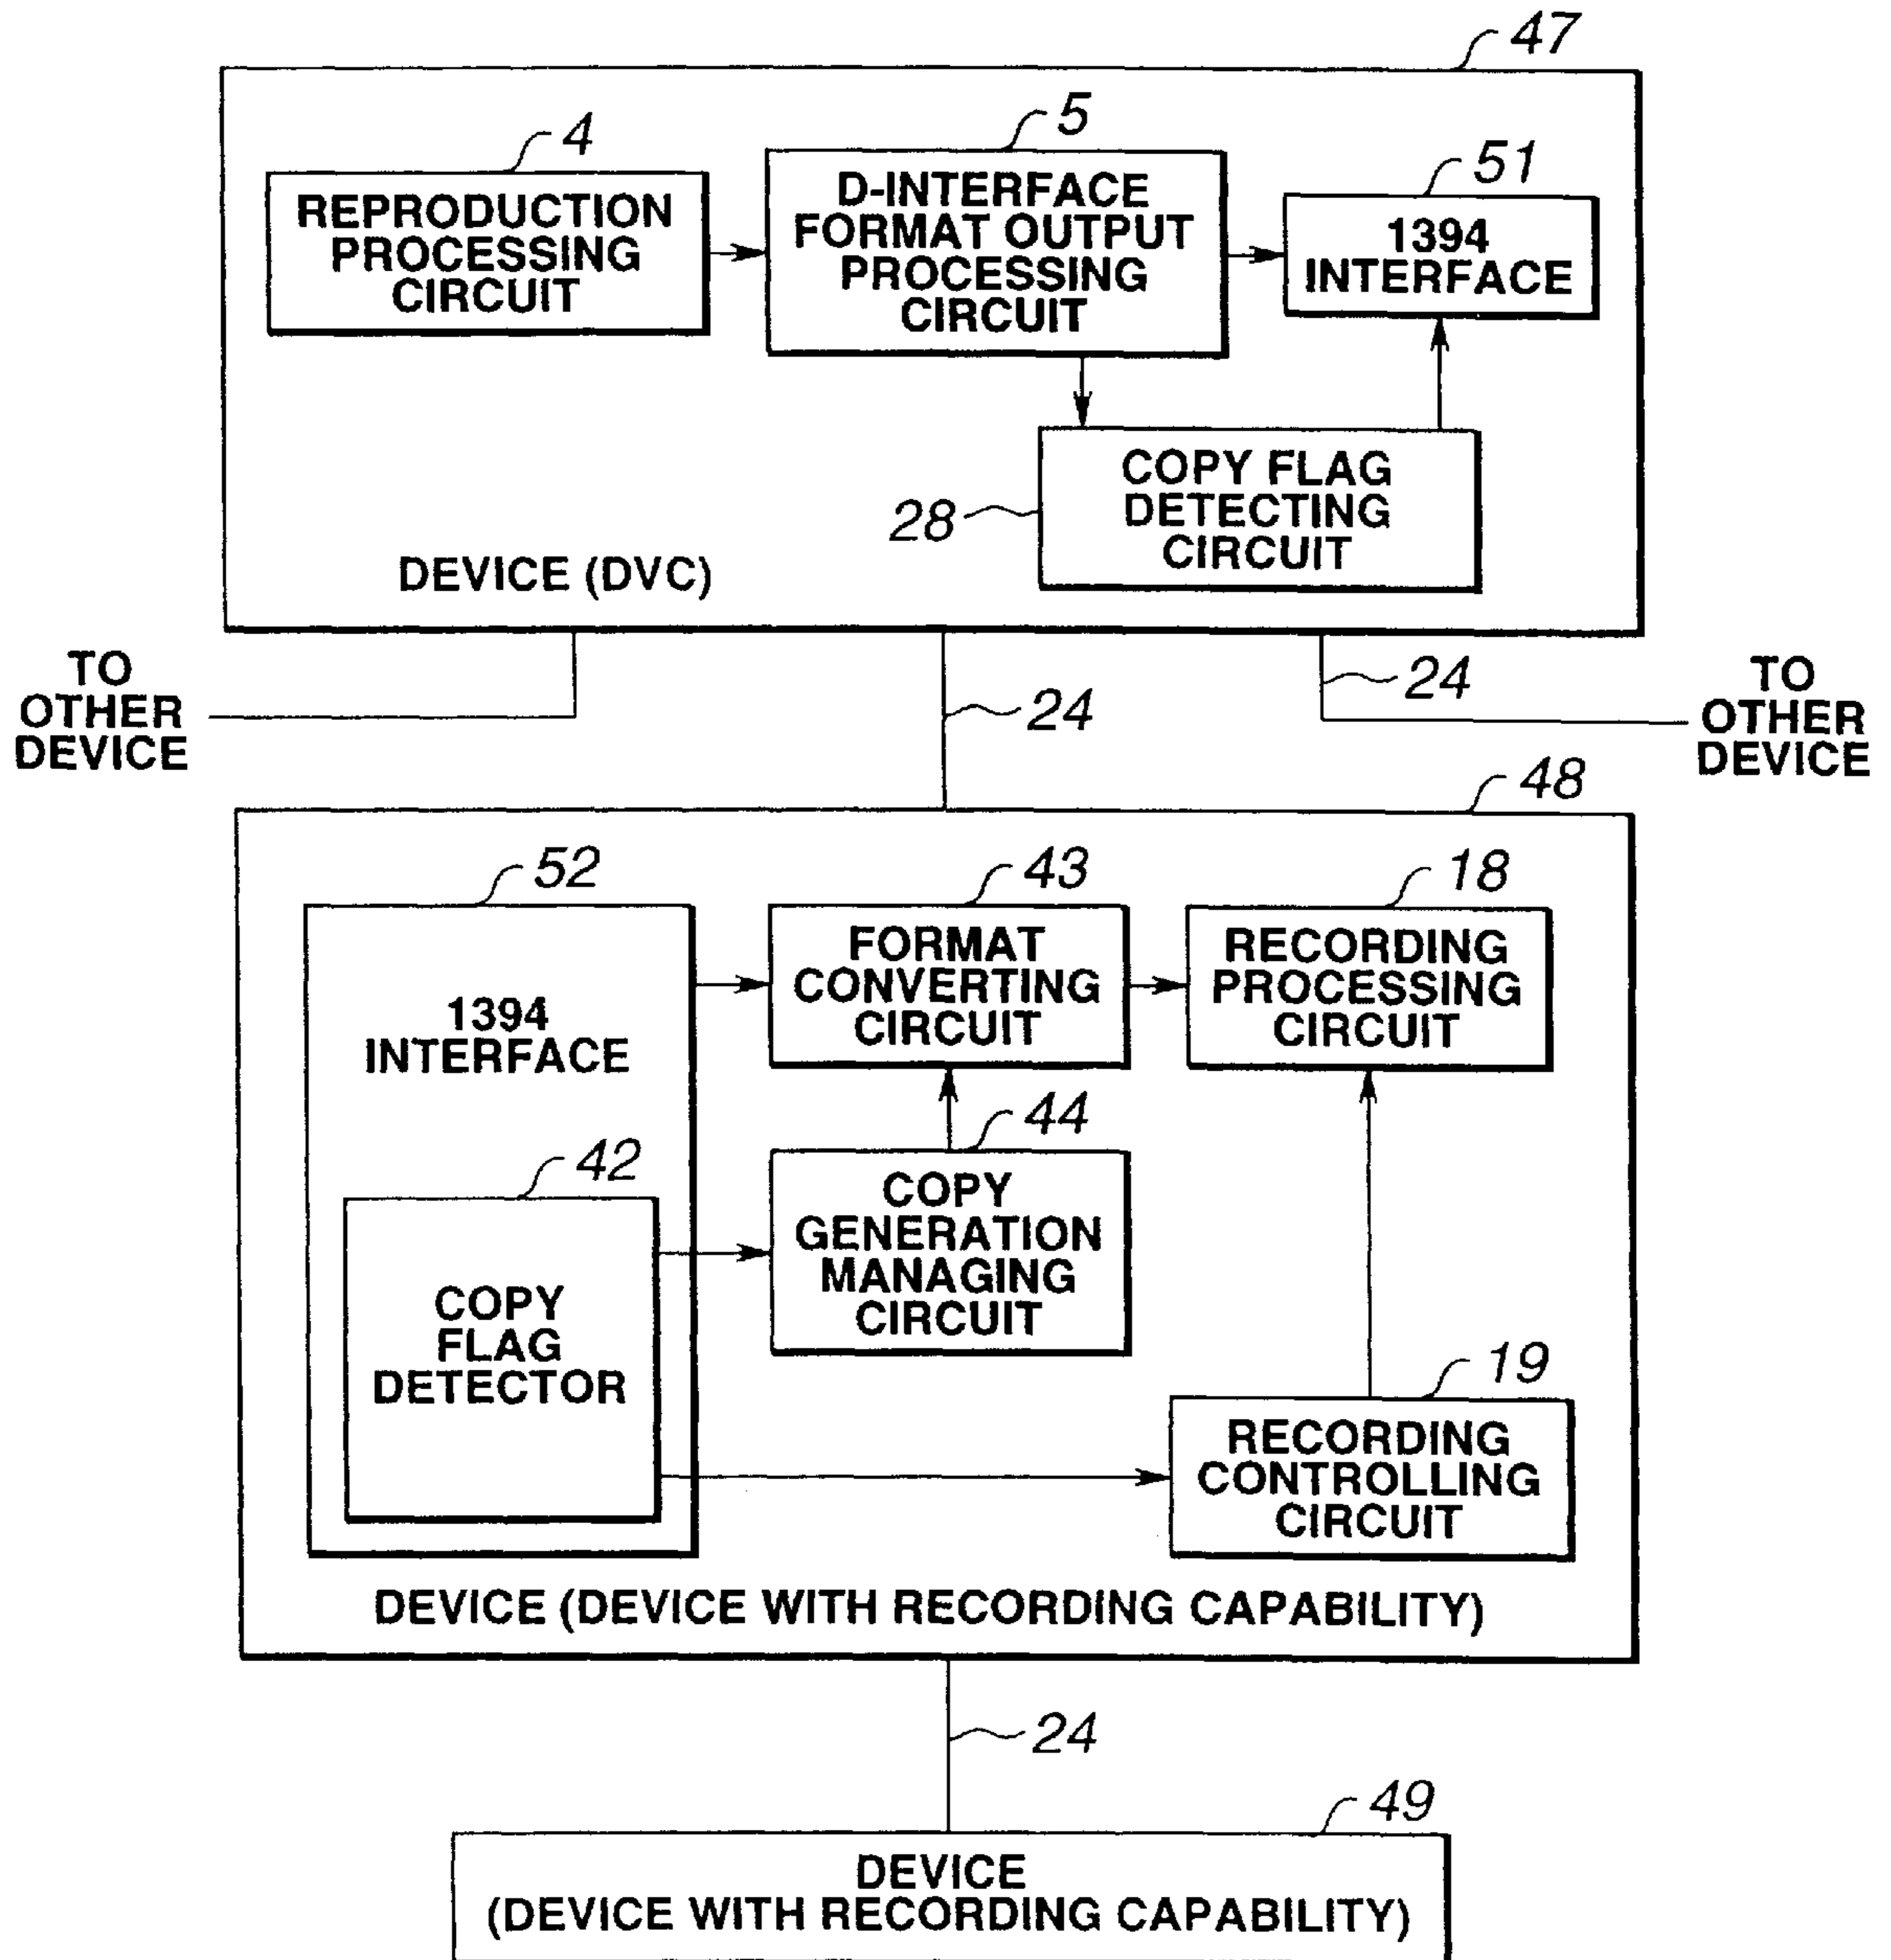 47
4
REPRODUCTION
PROCESSING
CIRCUIT
5
D-INTERFACE
FORMAT OUTPUT
PROCESSING
CIRCUIT
51
1394
INTERFACE
28
COPY FLAG
DETECTING
CIRCUIT
DEVICE (DVC)
TO
OTHER
DEVICE
24
24
TO
OTHER
DEVICE
48
52
1394
INTERFACE
43
FORMAT
CONVERTING
CIRCUIT
18
RECORDING
PROCESSING
CIRCUIT
42
COPY
FLAG
DETECTOR
44
COPY
GENERATION
MANAGING
CIRCUIT
19
RECORDING
CONTROLLING
CIRCUIT
DEVICE (DEVICE WITH RECORDING CAPABILITY)
24
49
DEVICE
(DEVICE WITH RECORDING CAPABILITY)